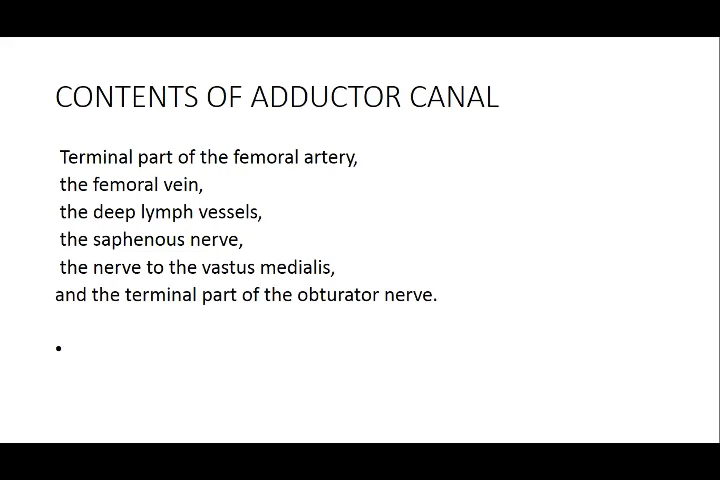 CONTENTS OF ADDUCTOR CANAL
Terminal part of the femoral artery,
the femoral vein,
the deep lymph vessels,
the saphenous nerve,
the nerve to the vastus medialis,
and the terminal part of the obturator nerve.
•